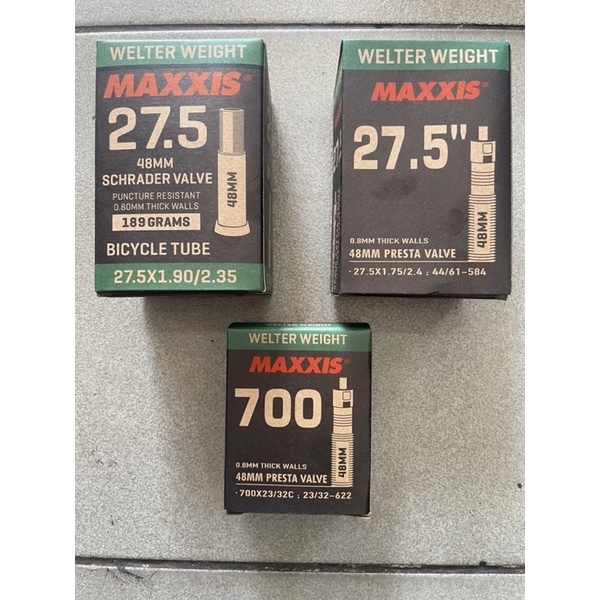 WELTER WEIGHT
MAXXIS®
27.5
48MM
SCHRADER VALVE
PUNCTURE RESISTANT
0.80MM THICK WALLS
189 GRAMS
48MM
BICYCLE TUBE
27.5X1.90/2.35
WELTER WEIGHT
MAXXIS®
27.5"
48MM
0.8MM THICK WALLS
48MM PRESTA VALVE
·27.5X1.75/2.4 ; 44/61-584
WELTER WEIGHT
MAXXIS®
700
48MM
0.8MM THICK WALLS
48MM PRESTA VALVE
·700X23/32C ; 23/32-622